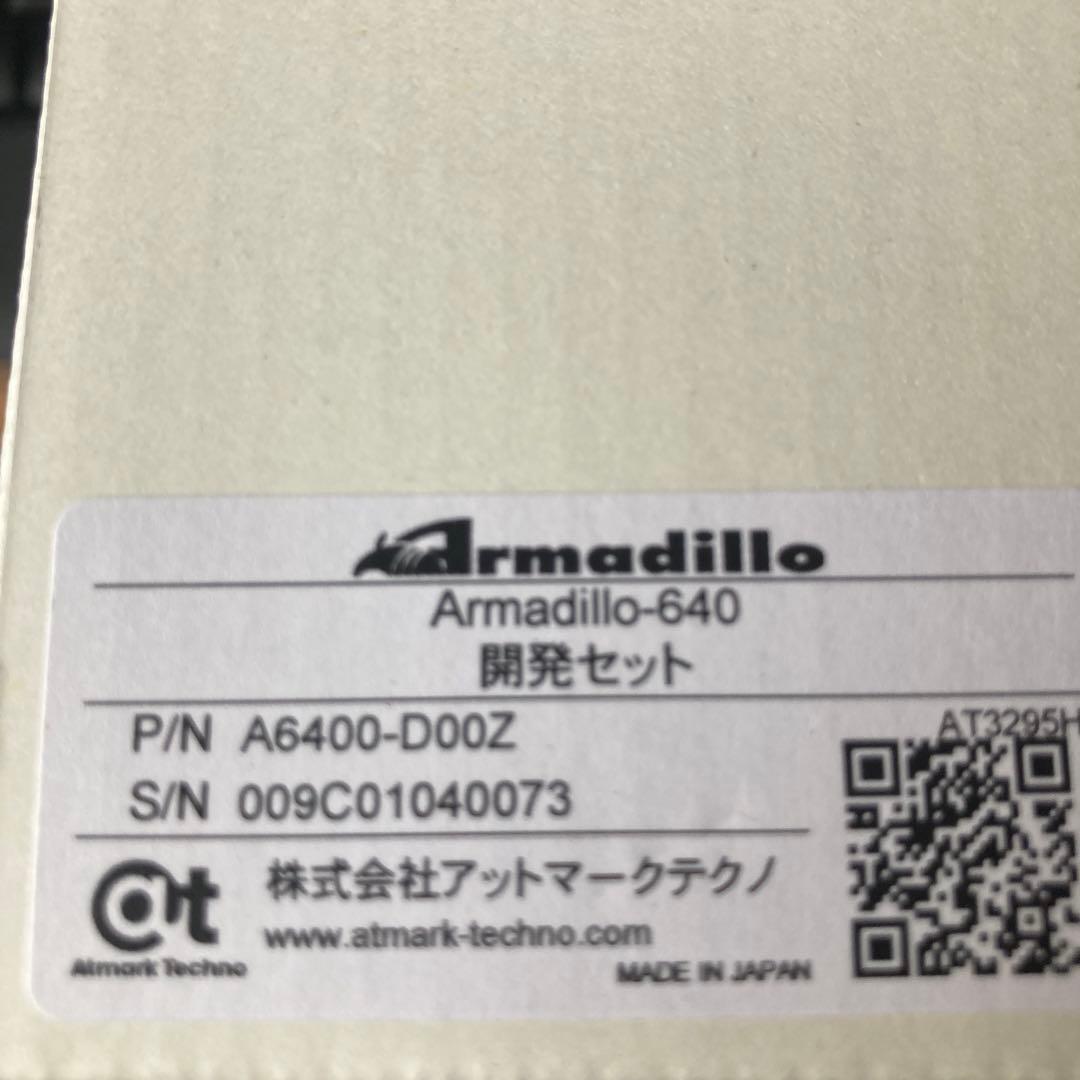 Armadillo
Armadillo-640
開発セット
P/N A6400-D00Z
AT3295H
S/N 009C01040073
@t
株式会社アットマークテクノ
www.atmark-techno.com
Atmark Techno
MADE IN JAPAN